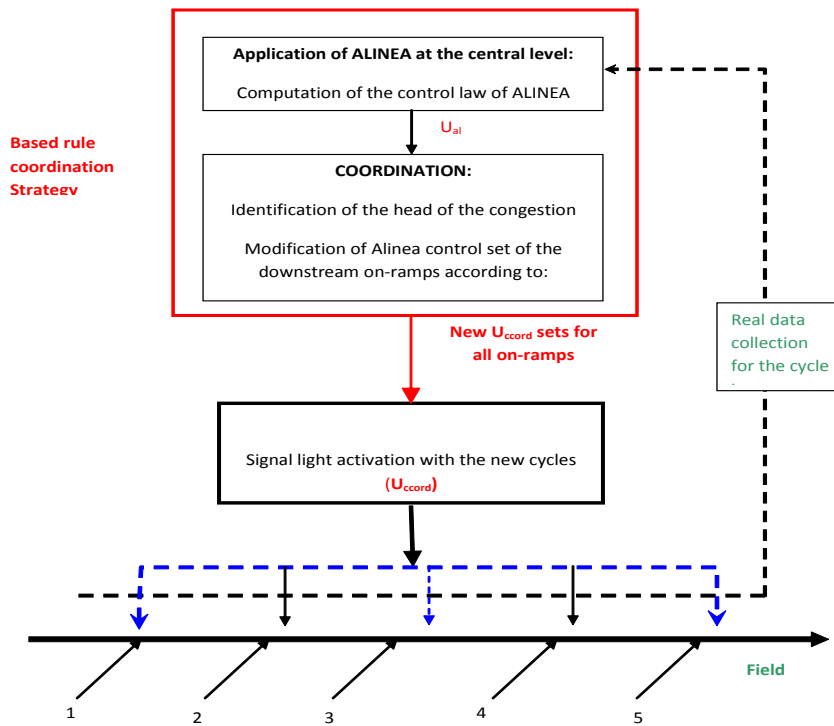 Application of ALINEA at the central level:
Computation of the control law of ALINEA
Ual
Based rule
coordination
Strategy
COORDINATION:
Identification of the head of the congestion
Modification of Alinea control set of the
downstream on-ramps according to:
New Uccord sets for
all on-ramps
Real data
collection
for the cycle
Signal light activation with the new cycles
(Uccord)
Field
1
2
3
4
5